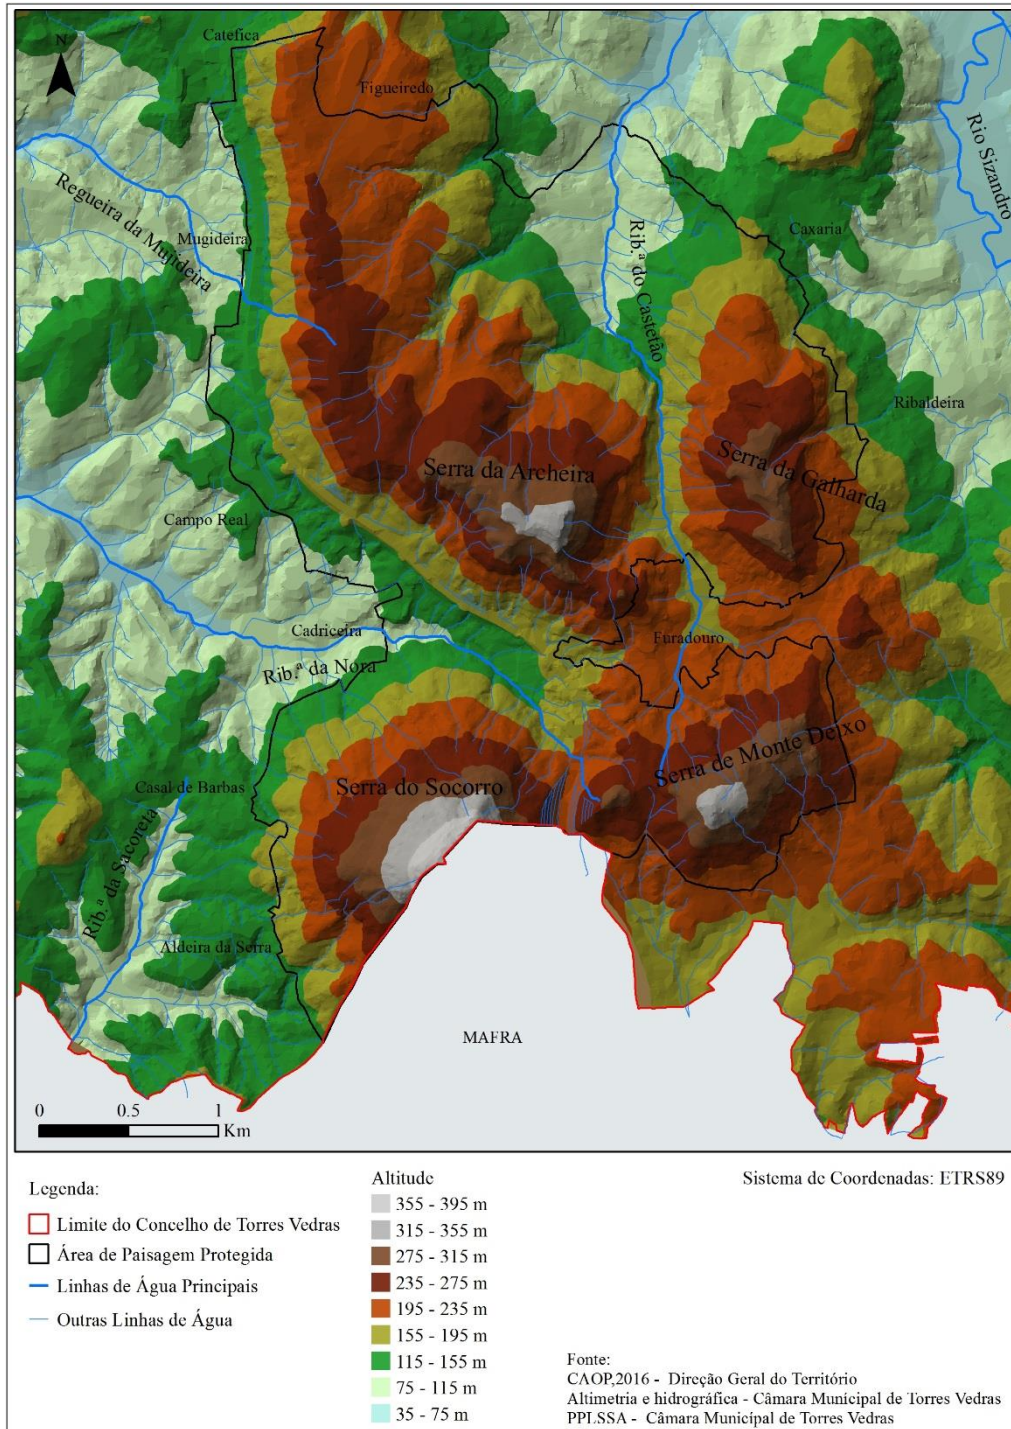 N
Catefica
Figueiredo
Rio Sizandro
Regueira da Mujideira
Mugideira
Rib.ª do Castetão
Caxaria
Ribaldeira
Serra da Archeira
Serra da Galharda
Campo Real
Cadriceira
Furadouro
Rib.ª da Nora
Serra de Monte Deixo
Casal de Barbas
Serra do Socorro
Rib.ª da Sacoreta
Aldeira da Serra
MAFRA
0 0.5 1
Km
Legenda:
Limite do Concelho de Torres Vedras
Área de Paisagem Protegida
Linhas de Água Principais
Outras Linhas de Água
Altitude
355 - 395 m
315 - 355 m
275 - 315 m
235 - 275 m
195 - 235 m
155 - 195 m
115 - 155 m
75 - 115 m
35 - 75 m
Sistema de Coordenadas: ETRS89
Fonte:
CAOP,2016 - Direção Geral do Território
Altimetria e hidrográfica - Câmara Municipal de Torres Vedras
PPLSSA - Câmara Municípal de Torres Vedras